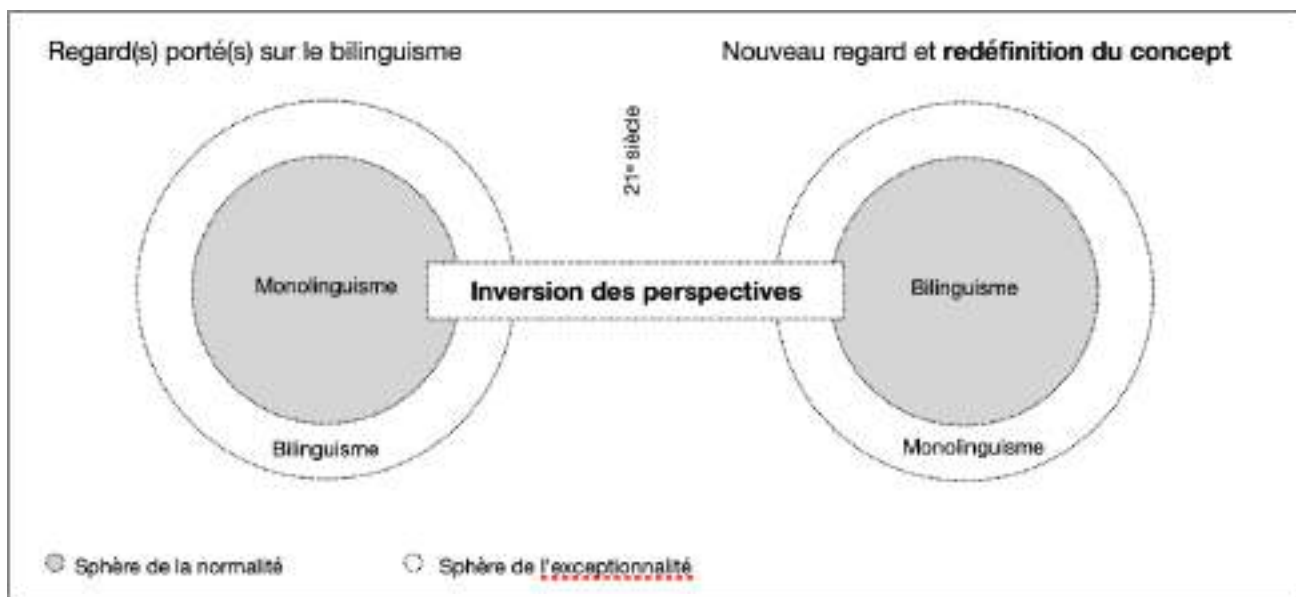 Regard(s) porté(s) sur le bilinguisme
Nouveau regard et redéfinition du concept
21e siècle
Monolinguisme
Inversion des perspectives
Bilinguisme
Bilinguisme
Monolinguisme
Sphère de la normalité
Sphère de l'exceptionnalité